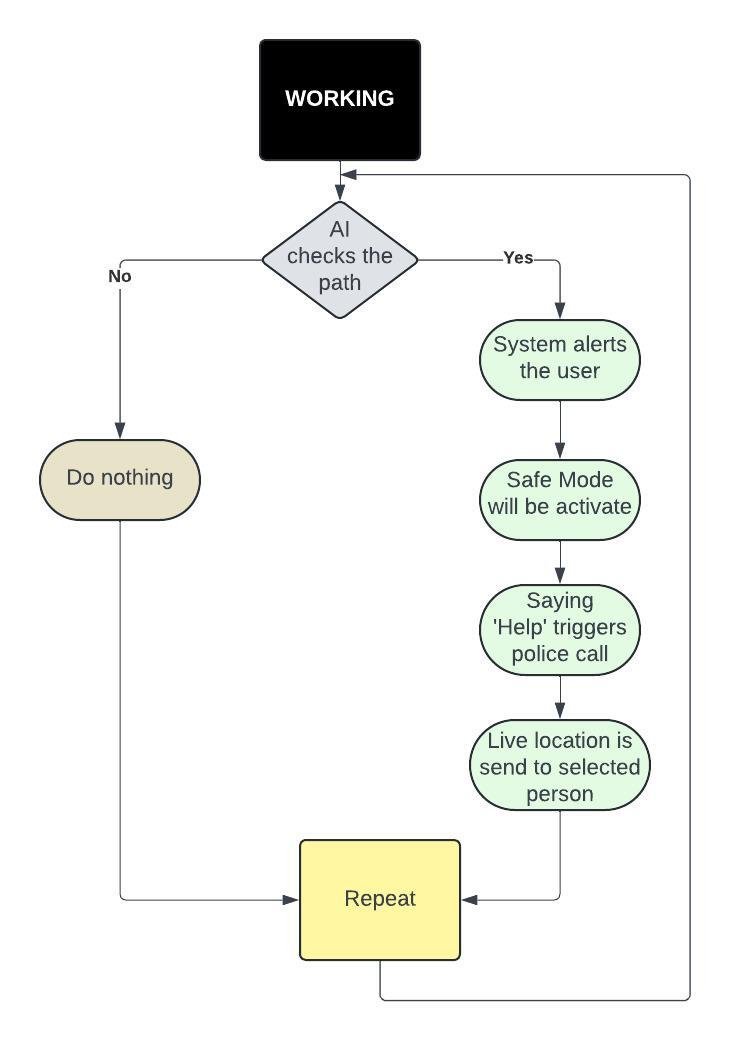 WORKING
AI
checks the
path
No
Yes
System alerts
the user
Safe Mode
will be activate
Do nothing
Saying
'Help' triggers
police call
Live location is
send to selected
person
Repeat